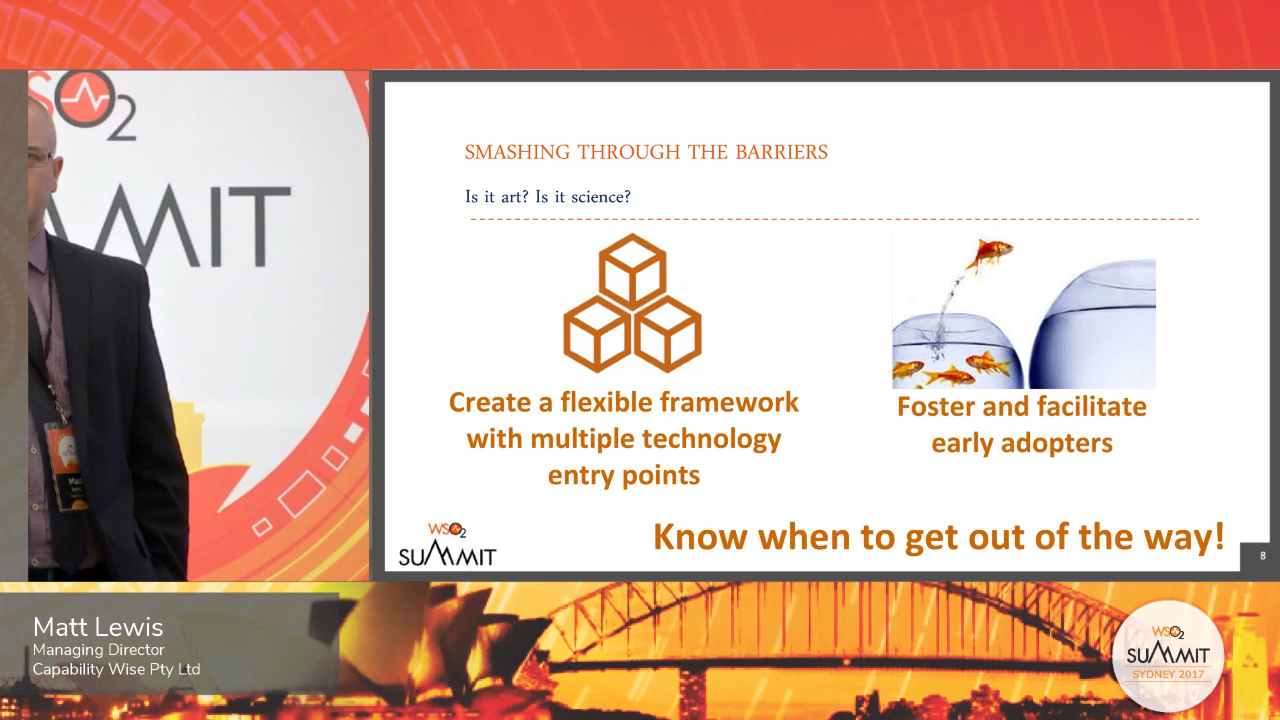 SO2
MMIT
SMASHING THROUGH THE BARRIERS
Is it art? Is it science?
Create a flexible framework
with multiple technology
entry points
Foster and facilitate
early adopters
Know when to get out of the way!
WSO2
SUMMIT
8
Matt Lewis
Managing Director
Capability Wise Pty Ltd
WSO2
SUMMIT
SYDNEY 2017